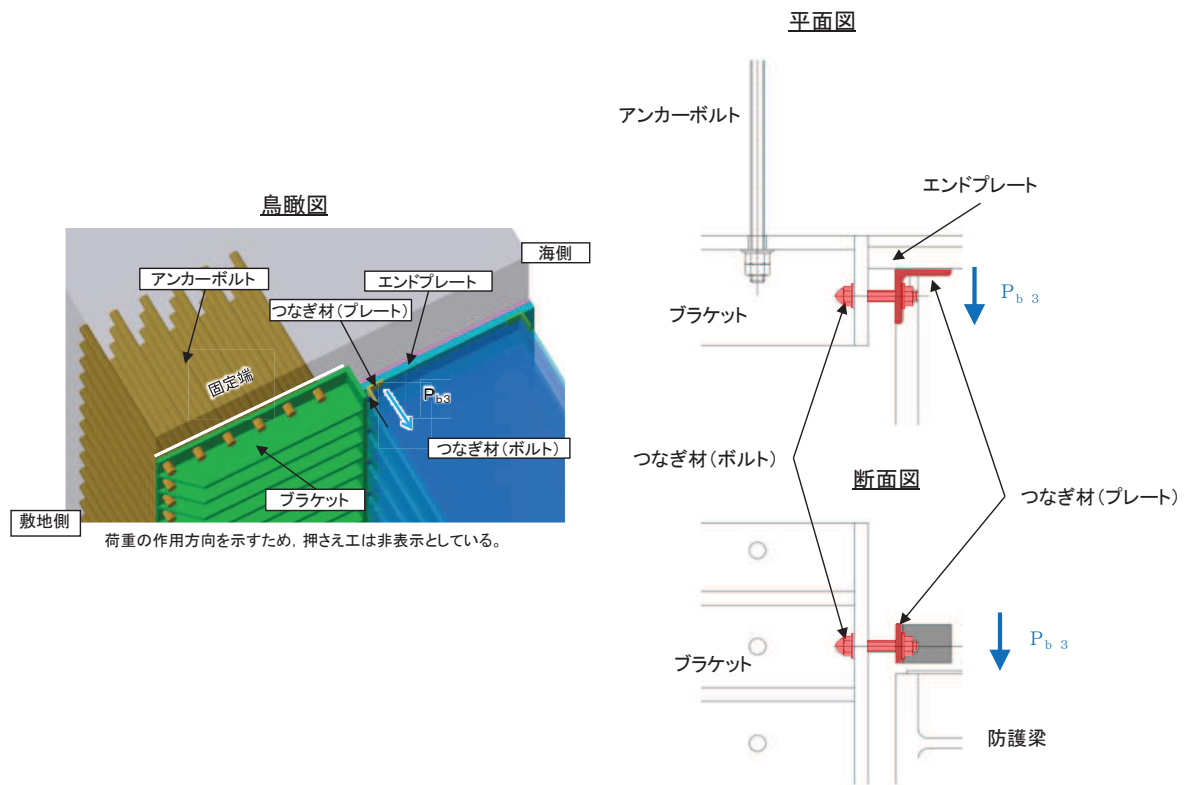 鳥瞰図
海側
アンカーボルト
エンドプレート
つなぎ材(プレート)
固定端
Pb3
つなぎ材(ボルト)
ブラケット
敷地側
荷重の作用方向を示すため, 押さえ工は非表示としている。
平面図
アンカーボルト
エンドプレート
Pb3
ブラケット
つなぎ材(ボルト)
断面図
つなぎ材(プレート)
Pb3
ブラケット
防護梁